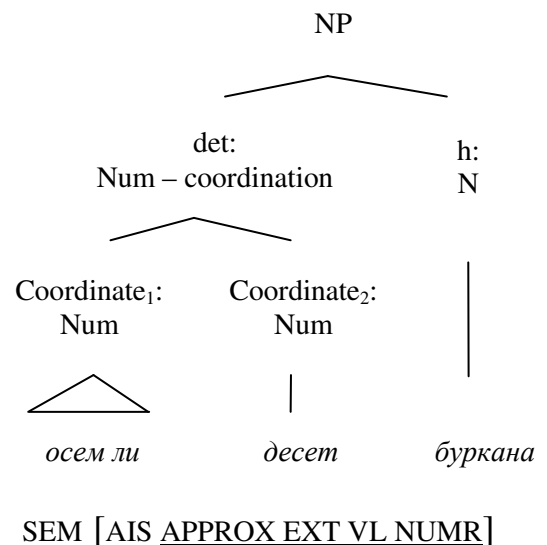 NP
det: h:
Num – coordination N
Coordinate₁: Coordinate₂:
Num Num
осем ли десет буркана
SEM [AIS APPROX EXT VL NUMR]